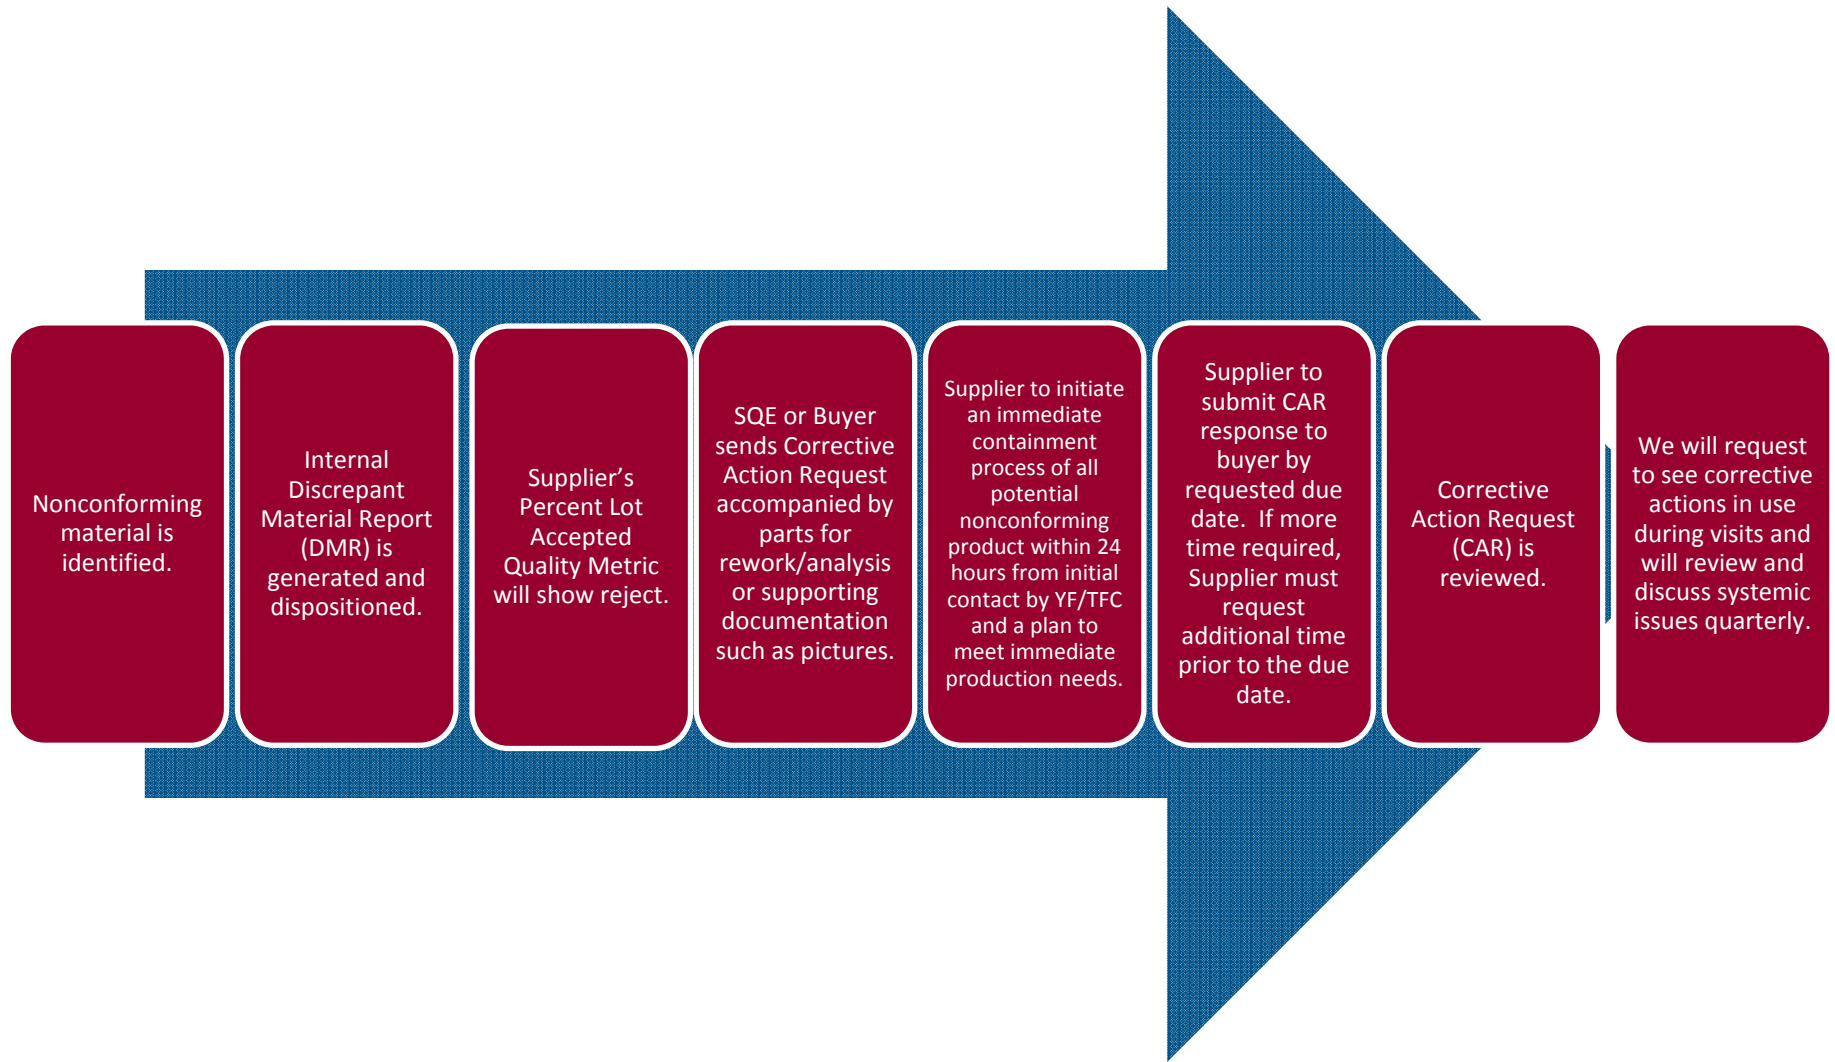 Nonconforming
material is
identified.
Internal
Discrepant
Material Report
(DMR) is
generated and
dispositioned.
Supplier’s
Percent Lot
Accepted
Quality Metric
will show reject.
SQE or Buyer
sends Corrective
Action Request
accompanied by
parts for
rework/analysis
or supporting
documentation
such as pictures.
Supplier to initiate
an immediate
containment
process of all
potential
nonconforming
product within 24
hours from initial
contact by YF/TFC
and a plan to
meet immediate
production needs.
Supplier to
submit CAR
response to
buyer by
requested due
date.  If more
time required,
Supplier must
request
additional time
prior to the due
date.
Corrective
Action Request
(CAR) is
reviewed.
We will request
to see corrective
actions in use
during visits and
will review and
discuss systemic
issues quarterly.